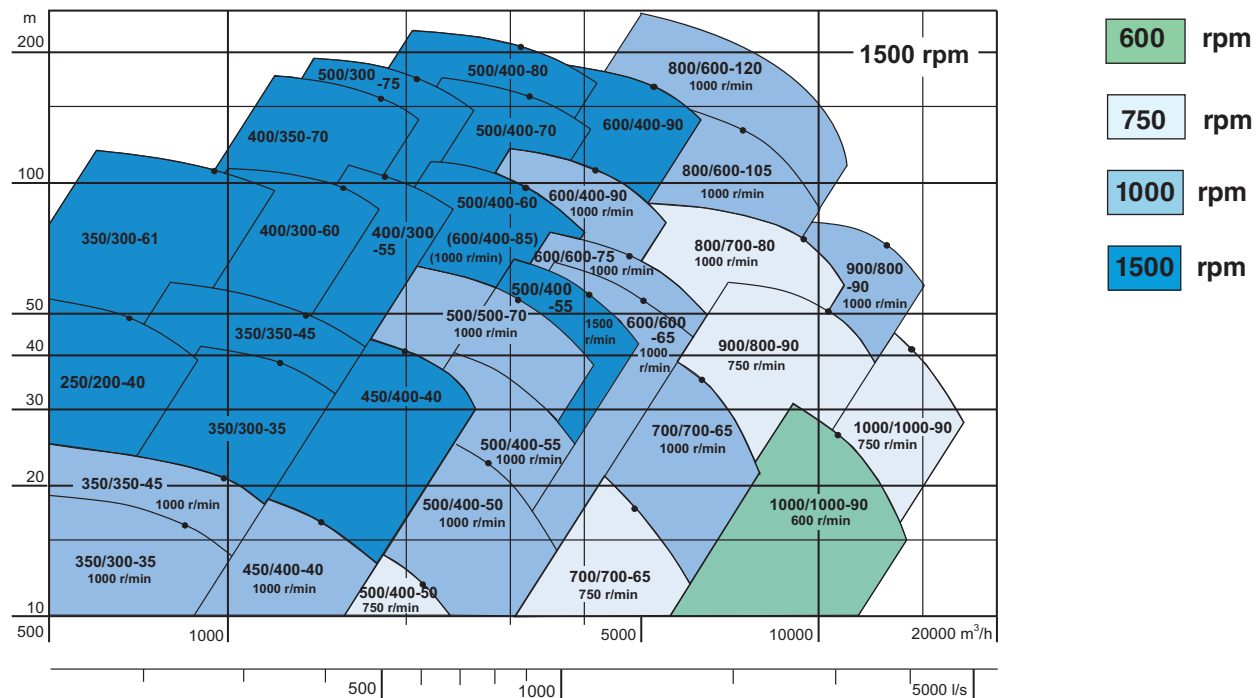 m
200
100
50
40
30
20
10
500
1000
5000
10000
20000 m³/h
500
1000
5000 l/s
1500 rpm
600 rpm
750 rpm
1000 rpm
1500 rpm
500/300
-75
500/400-80
800/600-120
1000 r/min
400/350-70
500/400-70
600/400-90
800/600-105
1000 r/min
350/300-61
400/300-60
400/300
-55
500/400-60
(600/400-85)
(1000 r/min)
600/400-90
1000 r/min
600/600-75
1000 r/min
800/700-80
1000 r/min
900/800
-90
1000 r/min
250/200-40
350/350-45
500/500-70
1000 r/min
500/400
-55
1500
r/min
600/600
-65
1000
r/min
900/800-90
750 r/min
350/300-35
450/400-40
500/400-55
1000 r/min
700/700-65
1000 r/min
1000/1000-90
750 r/min
350/350-45
1000 r/min
500/400-50
1000 r/min
1000/1000-90
600 r/min
350/300-35
1000 r/min
450/400-40
1000 r/min
500/400-50
750 r/min
700/700-65
750 r/min